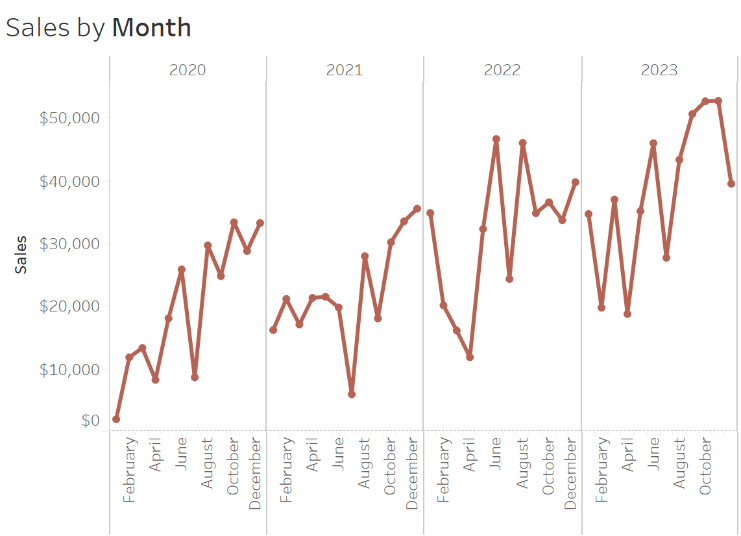 Sales by Month
2020 2021 2022 2023
$50,000
$40,000
$30,000
$20,000
$10,000
$0
Sales
February April June August October December February April June August October December February April June August October December February April June August October